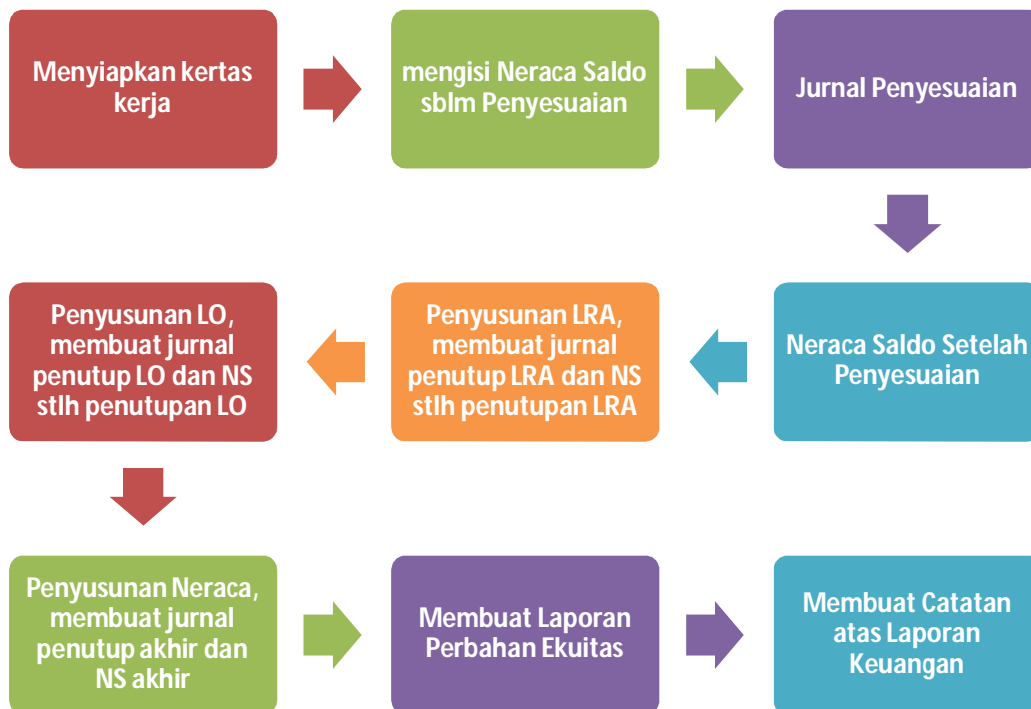 Menyiapkan kertas
kerja
mengisi Neraca Saldo
sblm Penyesuaian
Jurnal Penyesuaian
Neraca Saldo Setelah
Penyesuaian
Penyusunan LRA,
membuat jurnal
penutup LRA dan NS
stlh penutupan LRA
Penyusunan LO,
membuat jurnal
penutup LO dan NS
stlh penutupan LO
Penyusunan Neraca,
membuat jurnal
penutup akhir dan
NS akhir
Membuat Laporan
Perbahan Ekuitas
Membuat Catatan
atas Laporan
Keuangan